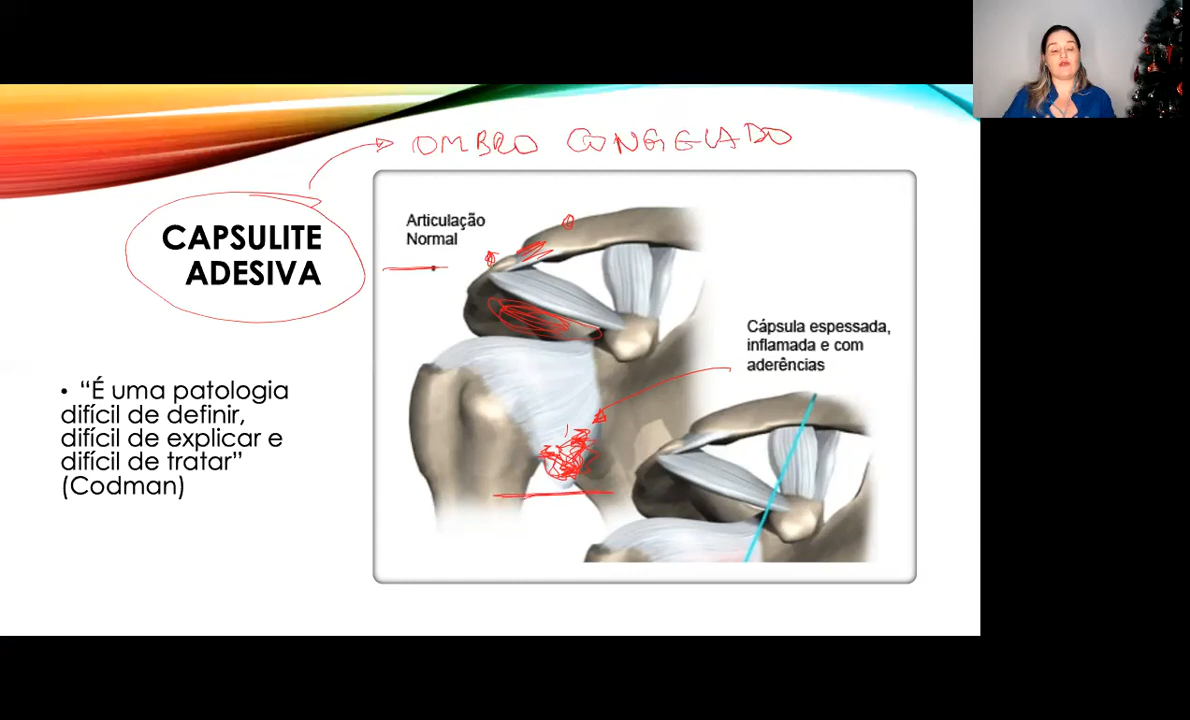 OMBRO CONGELADO
CAPSULITE
ADESIVA
• “É uma patologia
difícil de definir,
difícil de explicar e
difícil de tratar”
(Codman)
Articulação
Normal
Cápsula espessada,
inflamada e com
aderências